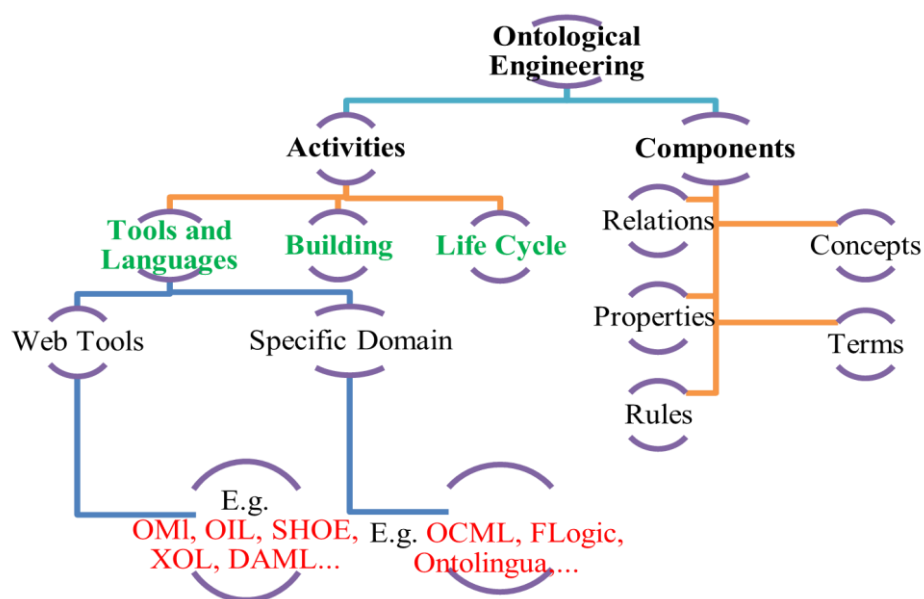 Ontological
Engineering
Activities
Components
Tools and
Languages
Building
Life Cycle
Relations
Concepts
Properties
Terms
Rules
Web Tools
Specific Domain
E.g.
OMl, OIL, SHOE,
XOL, DAML...
E.g. OCML, FLogic,
Ontolingua,...